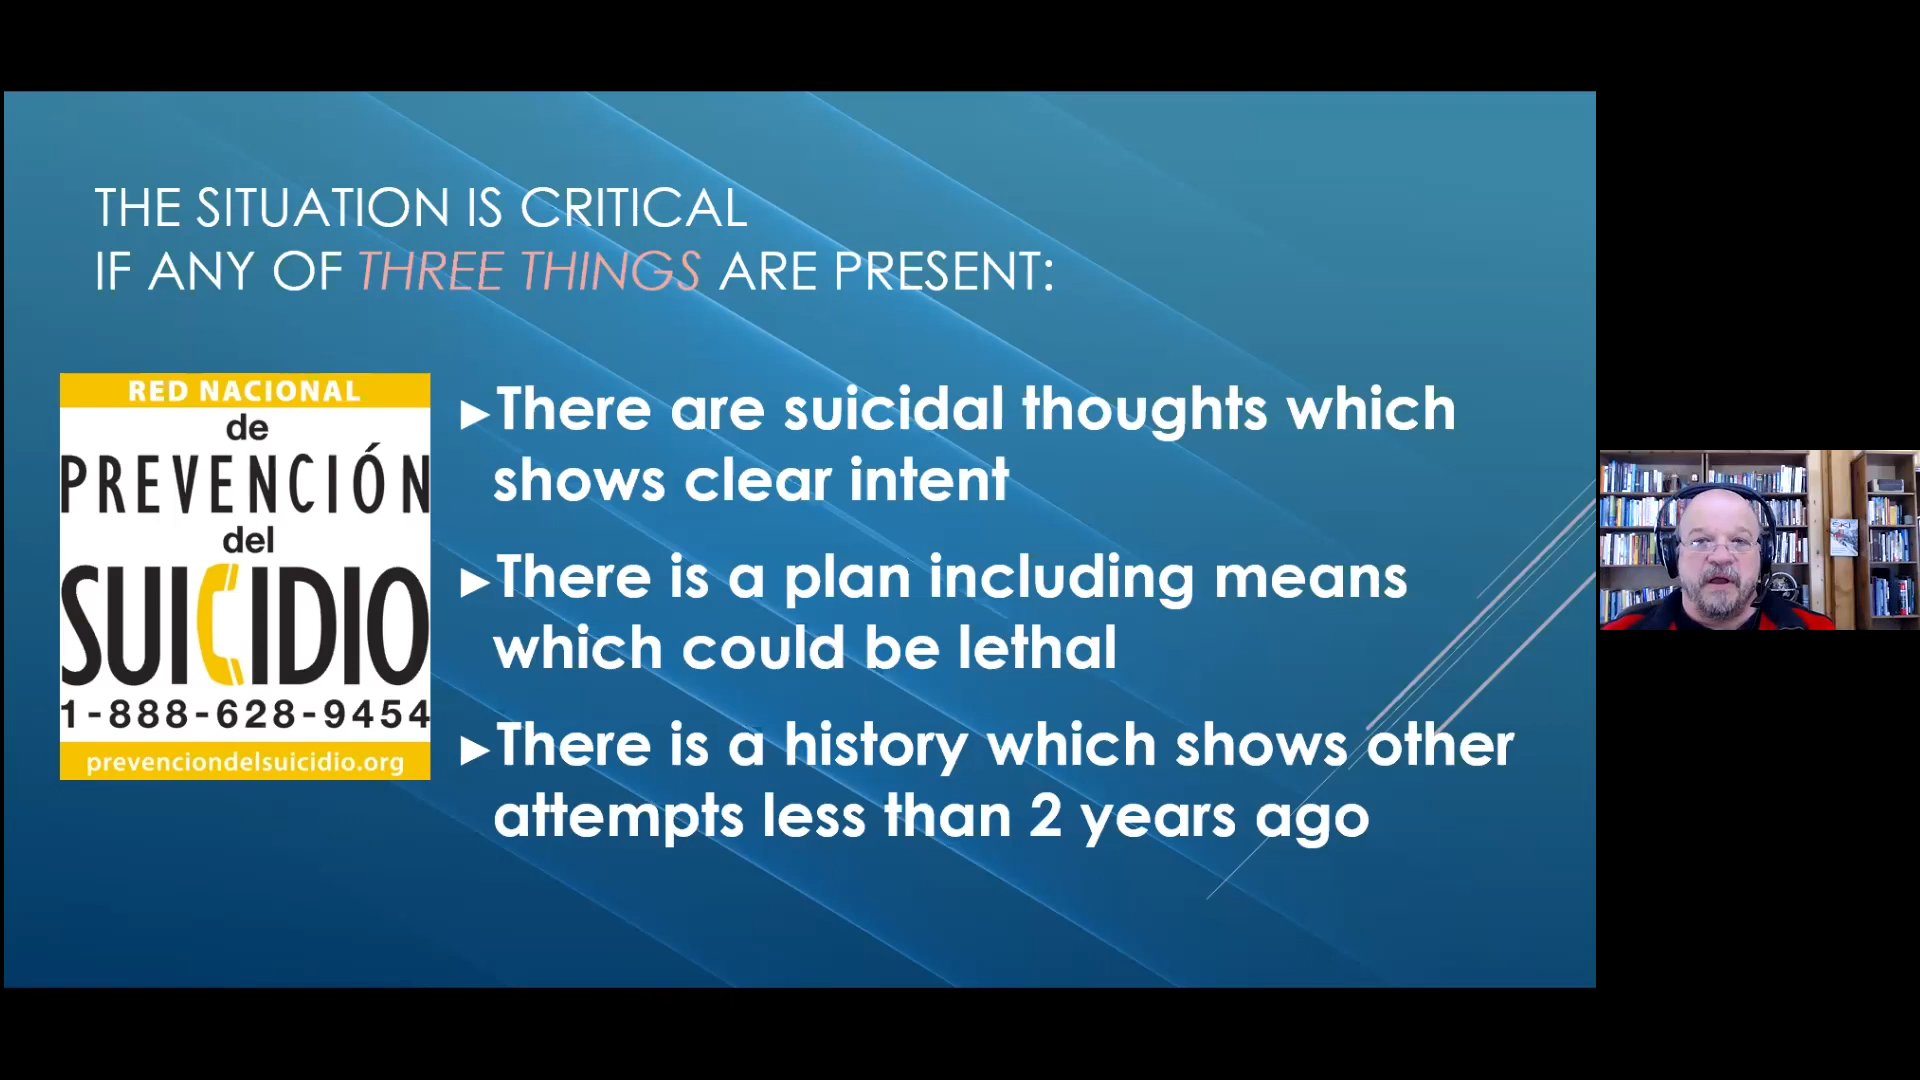 THE SITUATION IS CRITICAL
IF ANY OF THREE THINGS ARE PRESENT:
RED NACIONAL
de
PREVENCIÓN
del
SUICIDIO
1-888-628-9454
prevenciondelsuicidio.org
►There are suicidal thoughts which
shows clear intent
►There is a plan including means
which could be lethal
►There is a history which shows other
attempts less than 2 years ago